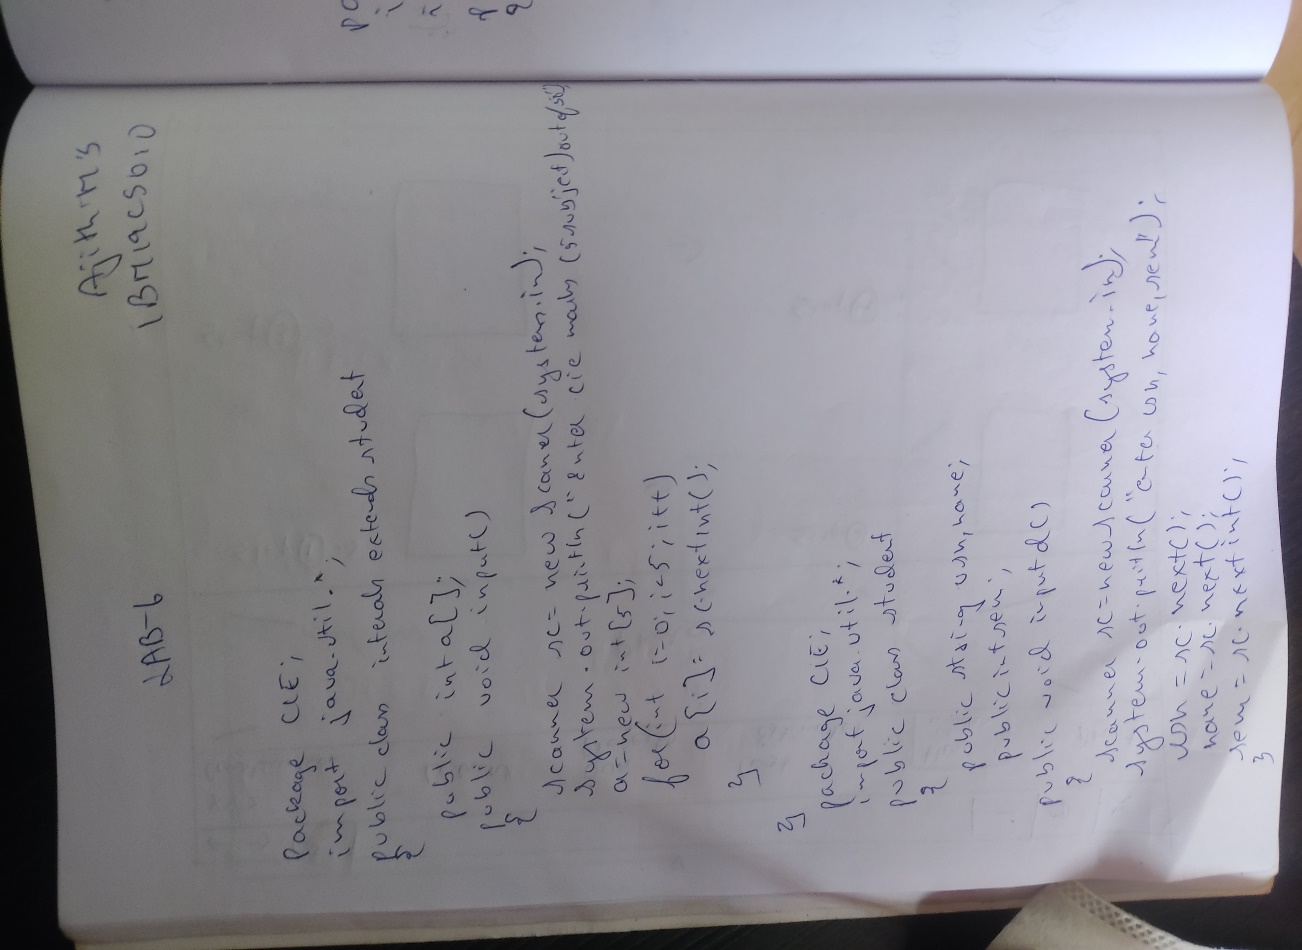 Ajith.M.S
1BM19CS010
LAB-6
package CIE;
import java.util.*;
public class internals extends student
{
public int a[];
public void input()
{
scanner sc = new scanner(system.in);
system.out.println("Enter cie marks (5 subject) out of
a = new int[5];
for(int i=0; i<5; i++)
a[i] = sc.nextInt();
}
}
package CIE;
import java.util.*;
public class student
{
public string usn, name;
public int sem;
public void inputd()
{
scanner sc = new scanner(system.in);
system.out.println("enter usn, name, sem");
usn = sc.next();
name = sc.next();
sem = sc.next int();
}